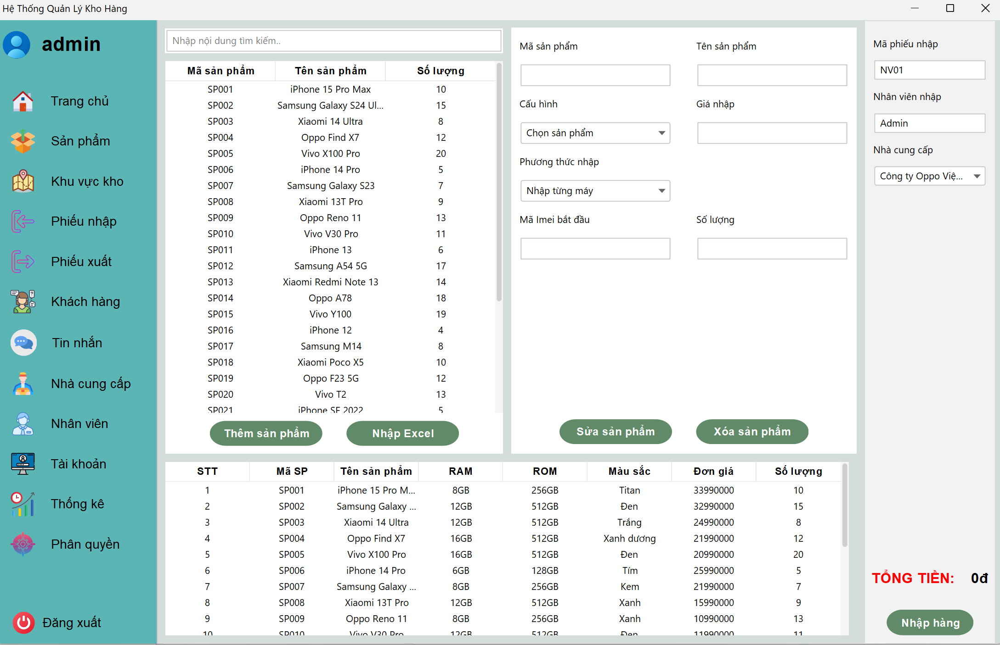 Hệ Thống Quản Lý Kho Hàng
admin
Trang chủ
Sản phẩm
Khu vực kho
Phiếu nhập
Phiếu xuất
Khách hàng
Tin nhắn
Nhà cung cấp
Nhân viên
Tài khoản
Thống kê
Phân quyền
Đăng xuất
Nhập nội dung tìm kiếm..
Mã sản phẩm Tên sản phẩm Số lượng
SP001 iPhone 15 Pro Max 10
SP002 Samsung Galaxy S24 Ul... 15
SP003 Xiaomi 14 Ultra 8
SP004 Oppo Find X7 12
SP005 Vivo X100 Pro 20
SP006 iPhone 14 Pro 5
SP007 Samsung Galaxy S23 7
SP008 Xiaomi 13T Pro 9
SP009 Oppo Reno 11 13
SP010 Vivo V30 Pro 11
SP011 iPhone 13 6
SP012 Samsung A54 5G 17
SP013 Xiaomi Redmi Note 13 14
SP014 Oppo A78 18
SP015 Vivo Y100 19
SP016 iPhone 12 4
SP017 Samsung M14 8
SP018 Xiaomi Poco X5 10
SP019 Oppo F23 5G 12
SP020 Vivo T2 13
SP021 iPhone SE 2022 5
Thêm sản phẩm Nhập Excel
Mã sản phẩm Tên sản phẩm
Cấu hình Giá nhập
Chọn sản phẩm
Phương thức nhập
Nhập từng máy
Mã Imei bắt đầu Số lượng
Sửa sản phẩm Xóa sản phẩm
STT Mã SP Tên sản phẩm RAM ROM Màu sắc Đơn giá Số lượng
1 SP001 iPhone 15 Pro M... 8GB 256GB Titan 33990000 10
2 SP002 Samsung Galaxy ... 12GB 512GB Đen 32990000 15
3 SP003 Xiaomi 14 Ultra 12GB 512GB Trắng 24990000 8
4 SP004 Oppo Find X7 16GB 512GB Xanh dương 21990000 12
5 SP005 Vivo X100 Pro 16GB 512GB Đen 20990000 20
6 SP006 iPhone 14 Pro 6GB 128GB Tím 25990000 5
7 SP007 Samsung Galaxy ... 8GB 256GB Kem 21990000 7
8 SP008 Xiaomi 13T Pro 12GB 512GB Xanh 15990000 9
9 SP009 Oppo Reno 11 8GB 256GB Xanh 10990000 13
10 SP010 Vivo V30 Pro 12GB 512GB Đen 11990000 11
Mã phiếu nhập
NV01
Nhân viên nhập
Admin
Nhà cung cấp
Công ty Oppo Việ...
TỔNG TIỀN: 0đ
Nhập hàng